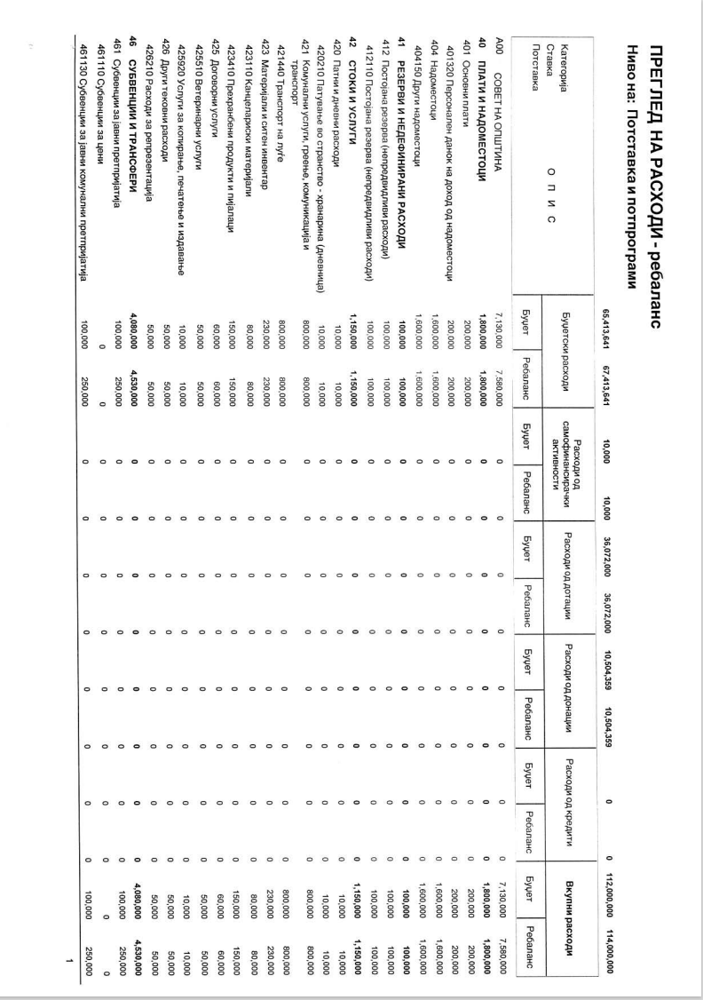 ПРЕГЛЕД НА РАСХОДИ - ребаланс
Ниво на: Потставка и потпрограми
65,413,641 67,413,641 10,000 10,000 36,072,000 36,072,000 10,504,359 10,504,359 0 0 112,000,000 114,000,000
Категорија
Ставка
Потставка
О П И С
Буџетски расходи
Расходи од
самофинансирачки
активности
Расходи од дотации
Расходи од донации
Расходи од кредити
Вкупни расходи
Буџет Ребаланс Буџет Ребаланс Буџет Ребаланс Буџет Ребаланс Буџет Ребаланс Буџет Ребаланс
А00 СОВЕТ НА ОПШТИНА 7,130,000 7,580,000 0 0 0 0 0 0 0 0 7,130,000 7,580,000
40 ПЛАТИ И НАДОМЕСТОЦИ 1,800,000 1,800,000 0 0 0 0 0 0 0 0 1,800,000 1,800,000
401 Основни плати 200,000 200,000 0 0 0 0 0 0 0 0 200,000 200,000
401320 Персонален данок на доход од надоместоци 200,000 200,000 0 0 0 0 0 0 0 0 200,000 200,000
404 Надоместоци 1,600,000 1,600,000 0 0 0 0 0 0 0 0 1,600,000 1,600,000
404150 Други надоместоци 1,600,000 1,600,000 0 0 0 0 0 0 0 0 1,600,000 1,600,000
41 РЕЗЕРВИ И НЕДЕФИНИРАНИ РАСХОДИ 100,000 100,000 0 0 0 0 0 0 0 0 100,000 100,000
412 Постојана резерва (непредвидливи расходи) 100,000 100,000 0 0 0 0 0 0 0 0 100,000 100,000
412110 Постојана резерва (непредвидливи расходи) 100,000 100,000 0 0 0 0 0 0 0 0 100,000 100,000
42 СТОКИ И УСЛУГИ 1,150,000 1,150,000 0 0 0 0 0 0 0 0 1,150,000 1,150,000
420 Патни и дневни расходи 10,000 10,000 0 0 0 0 0 0 0 0 10,000 10,000
420210 Патување во странство - хранарина (дневница) 10,000 10,000 0 0 0 0 0 0 0 0 10,000 10,000
421 Комунални услуги, греење, комуникација и 800,000 800,000 0 0 0 0 0 0 0 0 800,000 800,000
транспорт
421440 Транспорт на луѓе 800,000 800,000 0 0 0 0 0 0 0 0 800,000 800,000
423 Материјали и ситен инвентар 230,000 230,000 0 0 0 0 0 0 0 0 230,000 230,000
423110 Канцелариски материјали 80,000 80,000 0 0 0 0 0 0 0 0 80,000 80,000
423410 Прехранбени продукти и пијалаци 150,000 150,000 0 0 0 0 0 0 0 0 150,000 150,000
425 Договорни услуги 60,000 60,000 0 0 0 0 0 0 0 0 60,000 60,000
425510 Ветеринарни услуги 50,000 50,000 0 0 0 0 0 0 0 0 50,000 50,000
425920 Услуги за копирање, печатење и издавање 10,000 10,000 0 0 0 0 0 0 0 0 10,000 10,000
426 Други тековни расходи 50,000 50,000 0 0 0 0 0 0 0 0 50,000 50,000
426210 Расходи за репрезентација 50,000 50,000 0 0 0 0 0 0 0 0 50,000 50,000
46 СУБВЕНЦИИ И ТРАНСФЕРИ 4,080,000 4,530,000 0 0 0 0 0 0 0 0 4,080,000 4,530,000
461 Субвенции за јавни претпријатија 100,000 250,000 0 0 0 0 0 0 0 0 100,000 250,000
461110 Субвенции за цени 0 0 0 0 0 0 0 0 0 0 0 0
461130 Субвенции за јавни комунални претпријатија 100,000 250,000 0 0 0 0 0 0 0 0 100,000 250,000
1